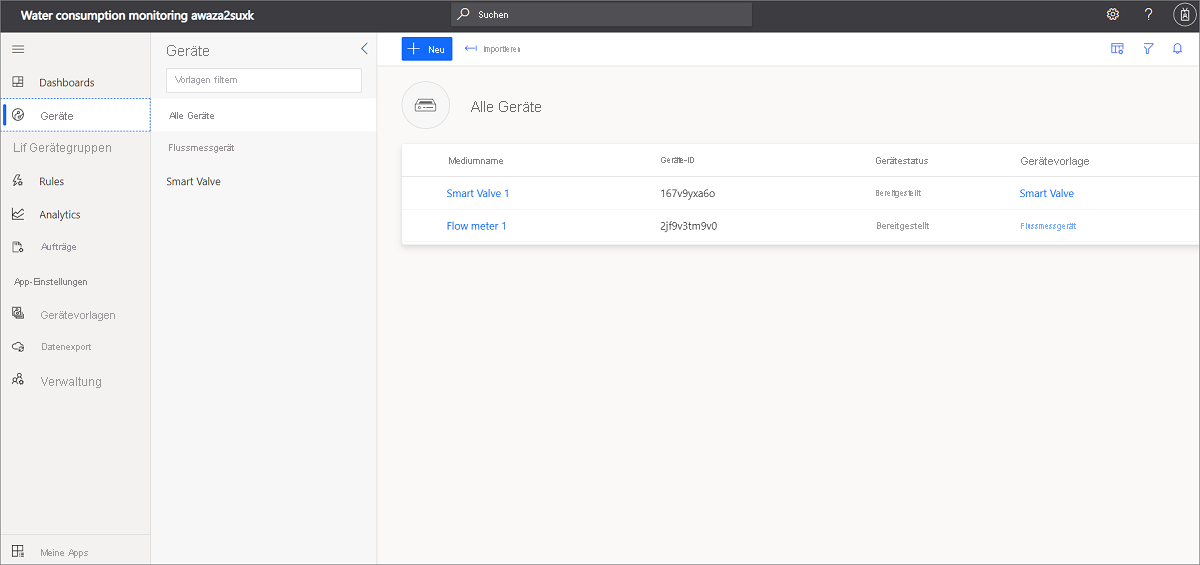 Water consumption monitoring awaza2suxk
Suchen
?
Dashboards
Geräte
Lif Gerätegruppen
Rules
Analytics
Aufträge
App-Einstellungen
Gerätevorlagen
Datenexport
Verwaltung
Meine Apps
Geräte
Vorlagen filtern
Alle Geräte
Flussmessgerät
Smart Valve
Neu
Importieren
Alle Geräte
Mediumname Geräte-ID Gerätestatus Gerätevorlage
Smart Valve 1 167v9yxa6o Bereitgestellt Smart Valve
Flow meter 1 2jf9v3tm9v0 Bereitgestellt Flussmessgerät